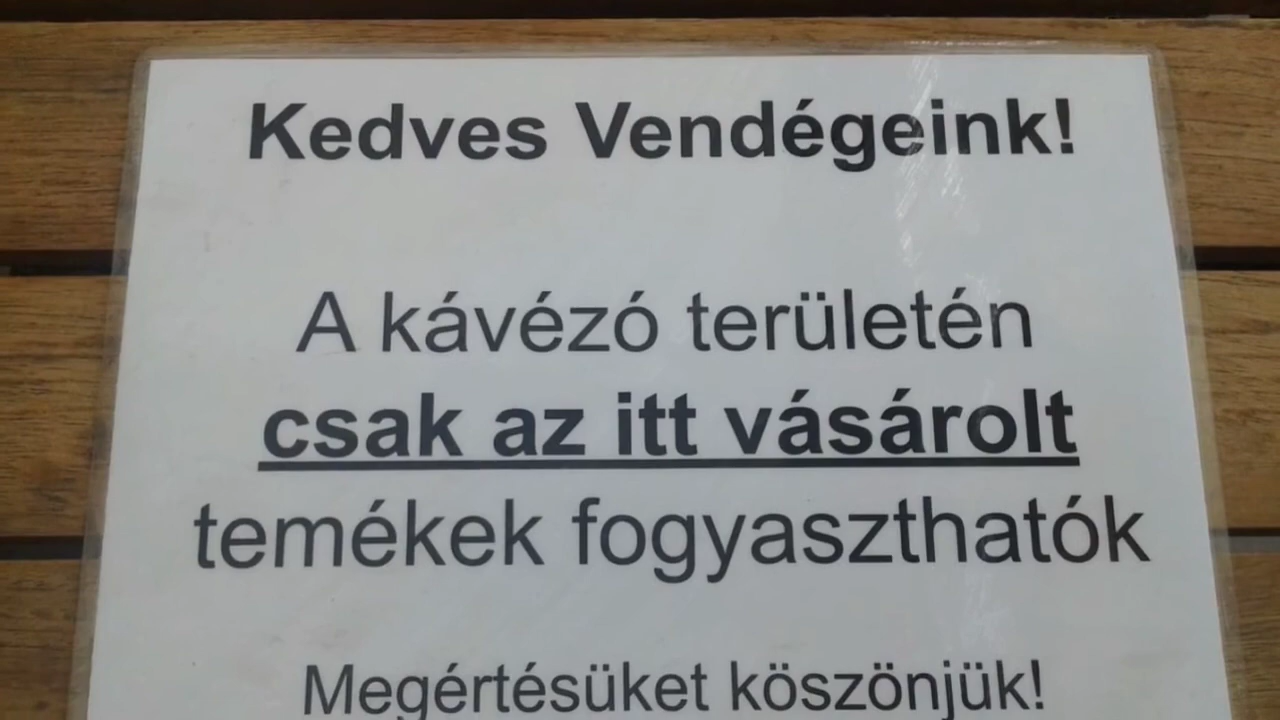 Kedves Vendégeink!
A kávézó területén
csak az itt vásárolt
temékek fogyaszthatók
Megértésüket köszönjük!